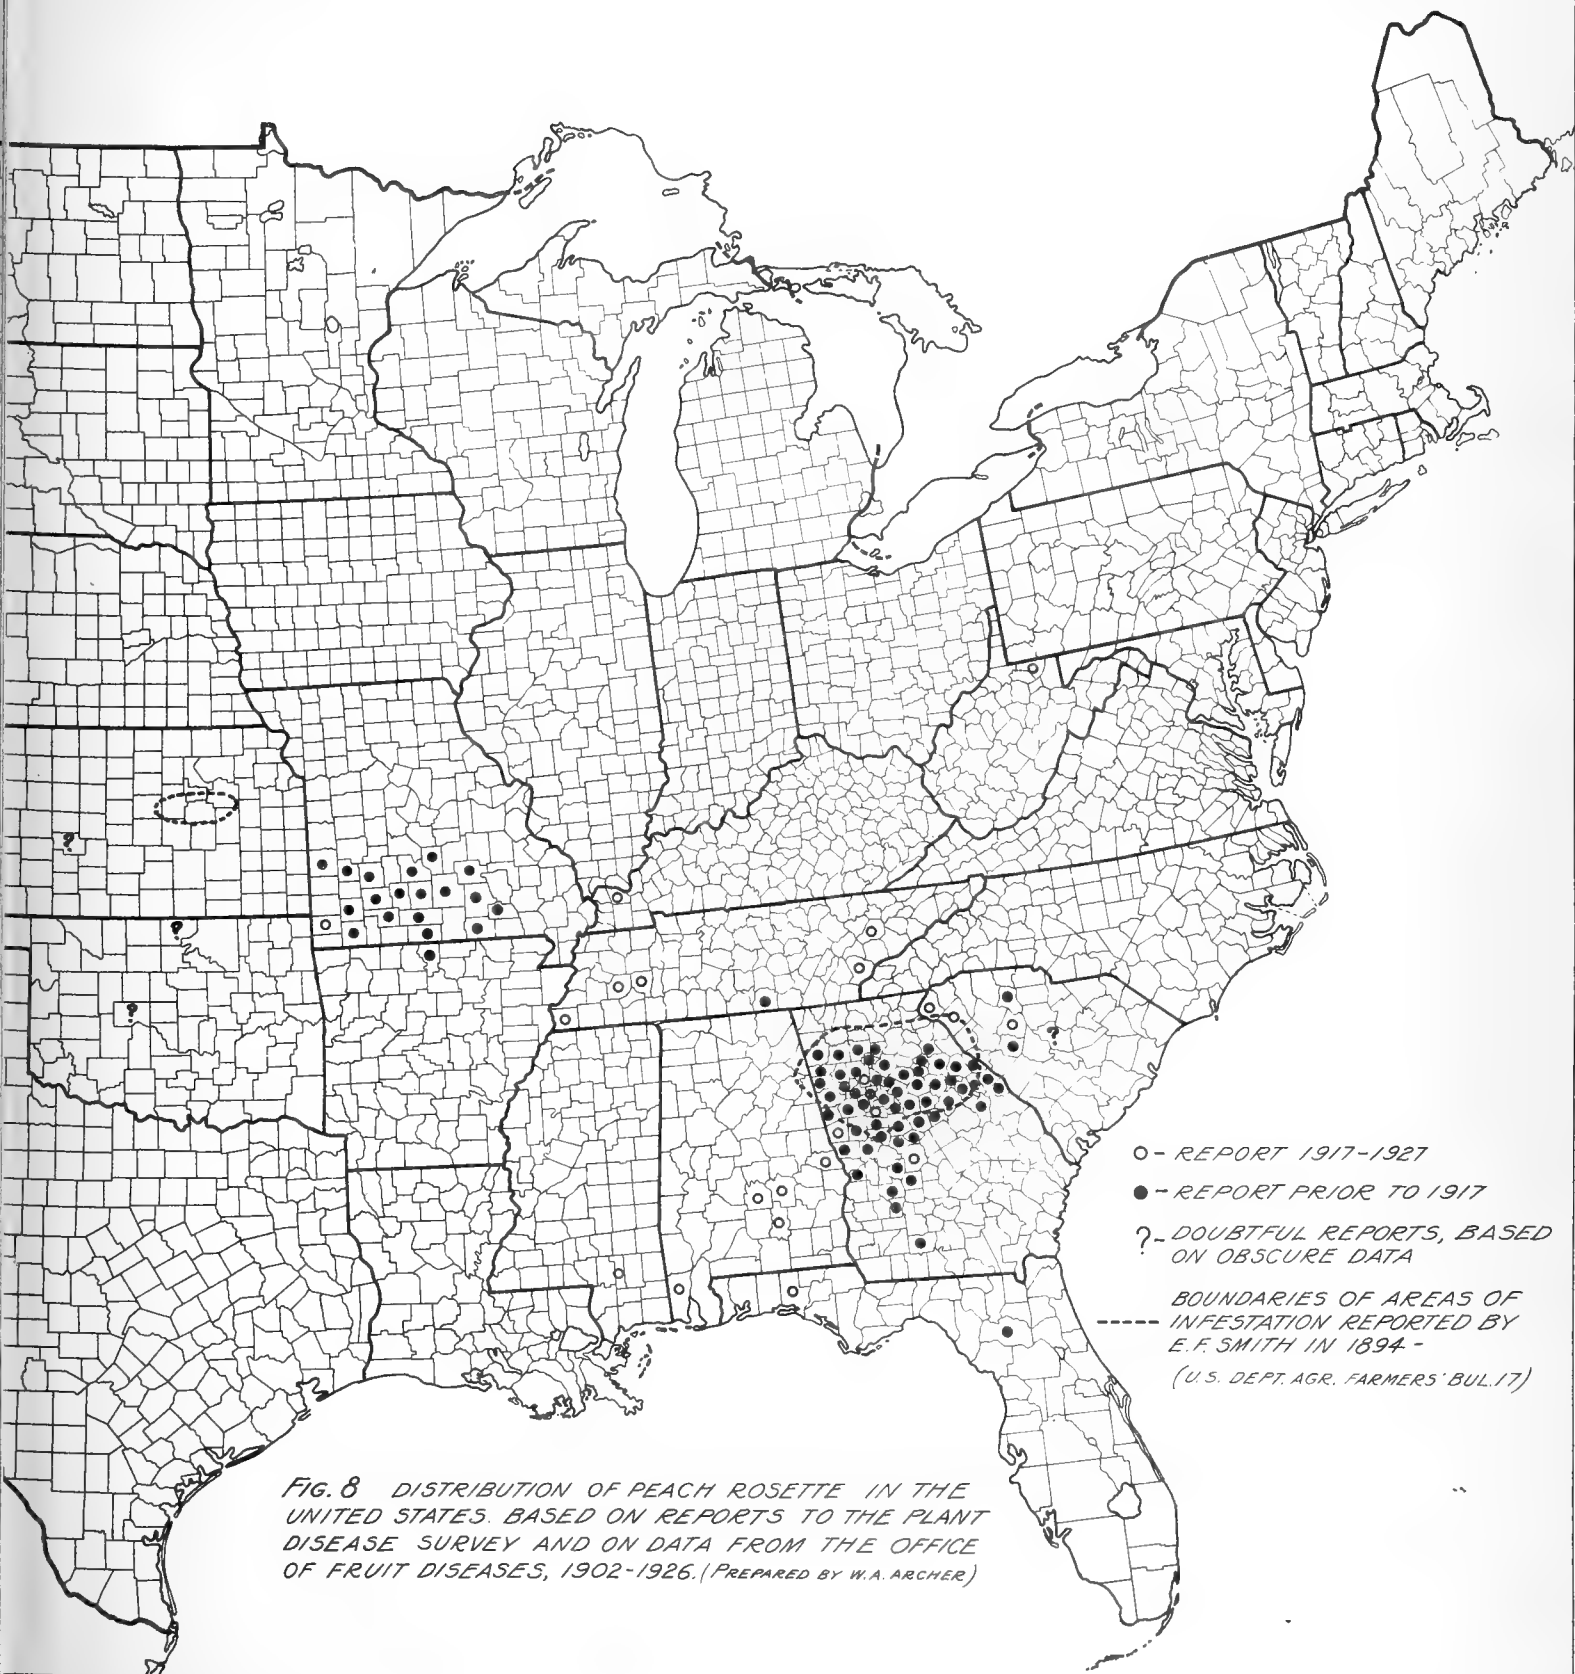 ?
?
?
?
O - REPORT 1917-1927
● - REPORT PRIOR TO 1917
? - DOUBTFUL REPORTS, BASED
ON OBSCURE DATA
BOUNDARIES OF AREAS OF
----- INFESTATION REPORTED BY
E.F. SMITH IN 1894 -
(U.S. DEPT. AGR. FARMERS' BUL. 17)
FIG. 8 DISTRIBUTION OF PEACH ROSETTE IN THE
UNITED STATES. BASED ON REPORTS TO THE PLANT
DISEASE SURVEY AND ON DATA FROM THE OFFICE
OF FRUIT DISEASES, 1902-1926. (PREPARED BY W.A. ARCHER)